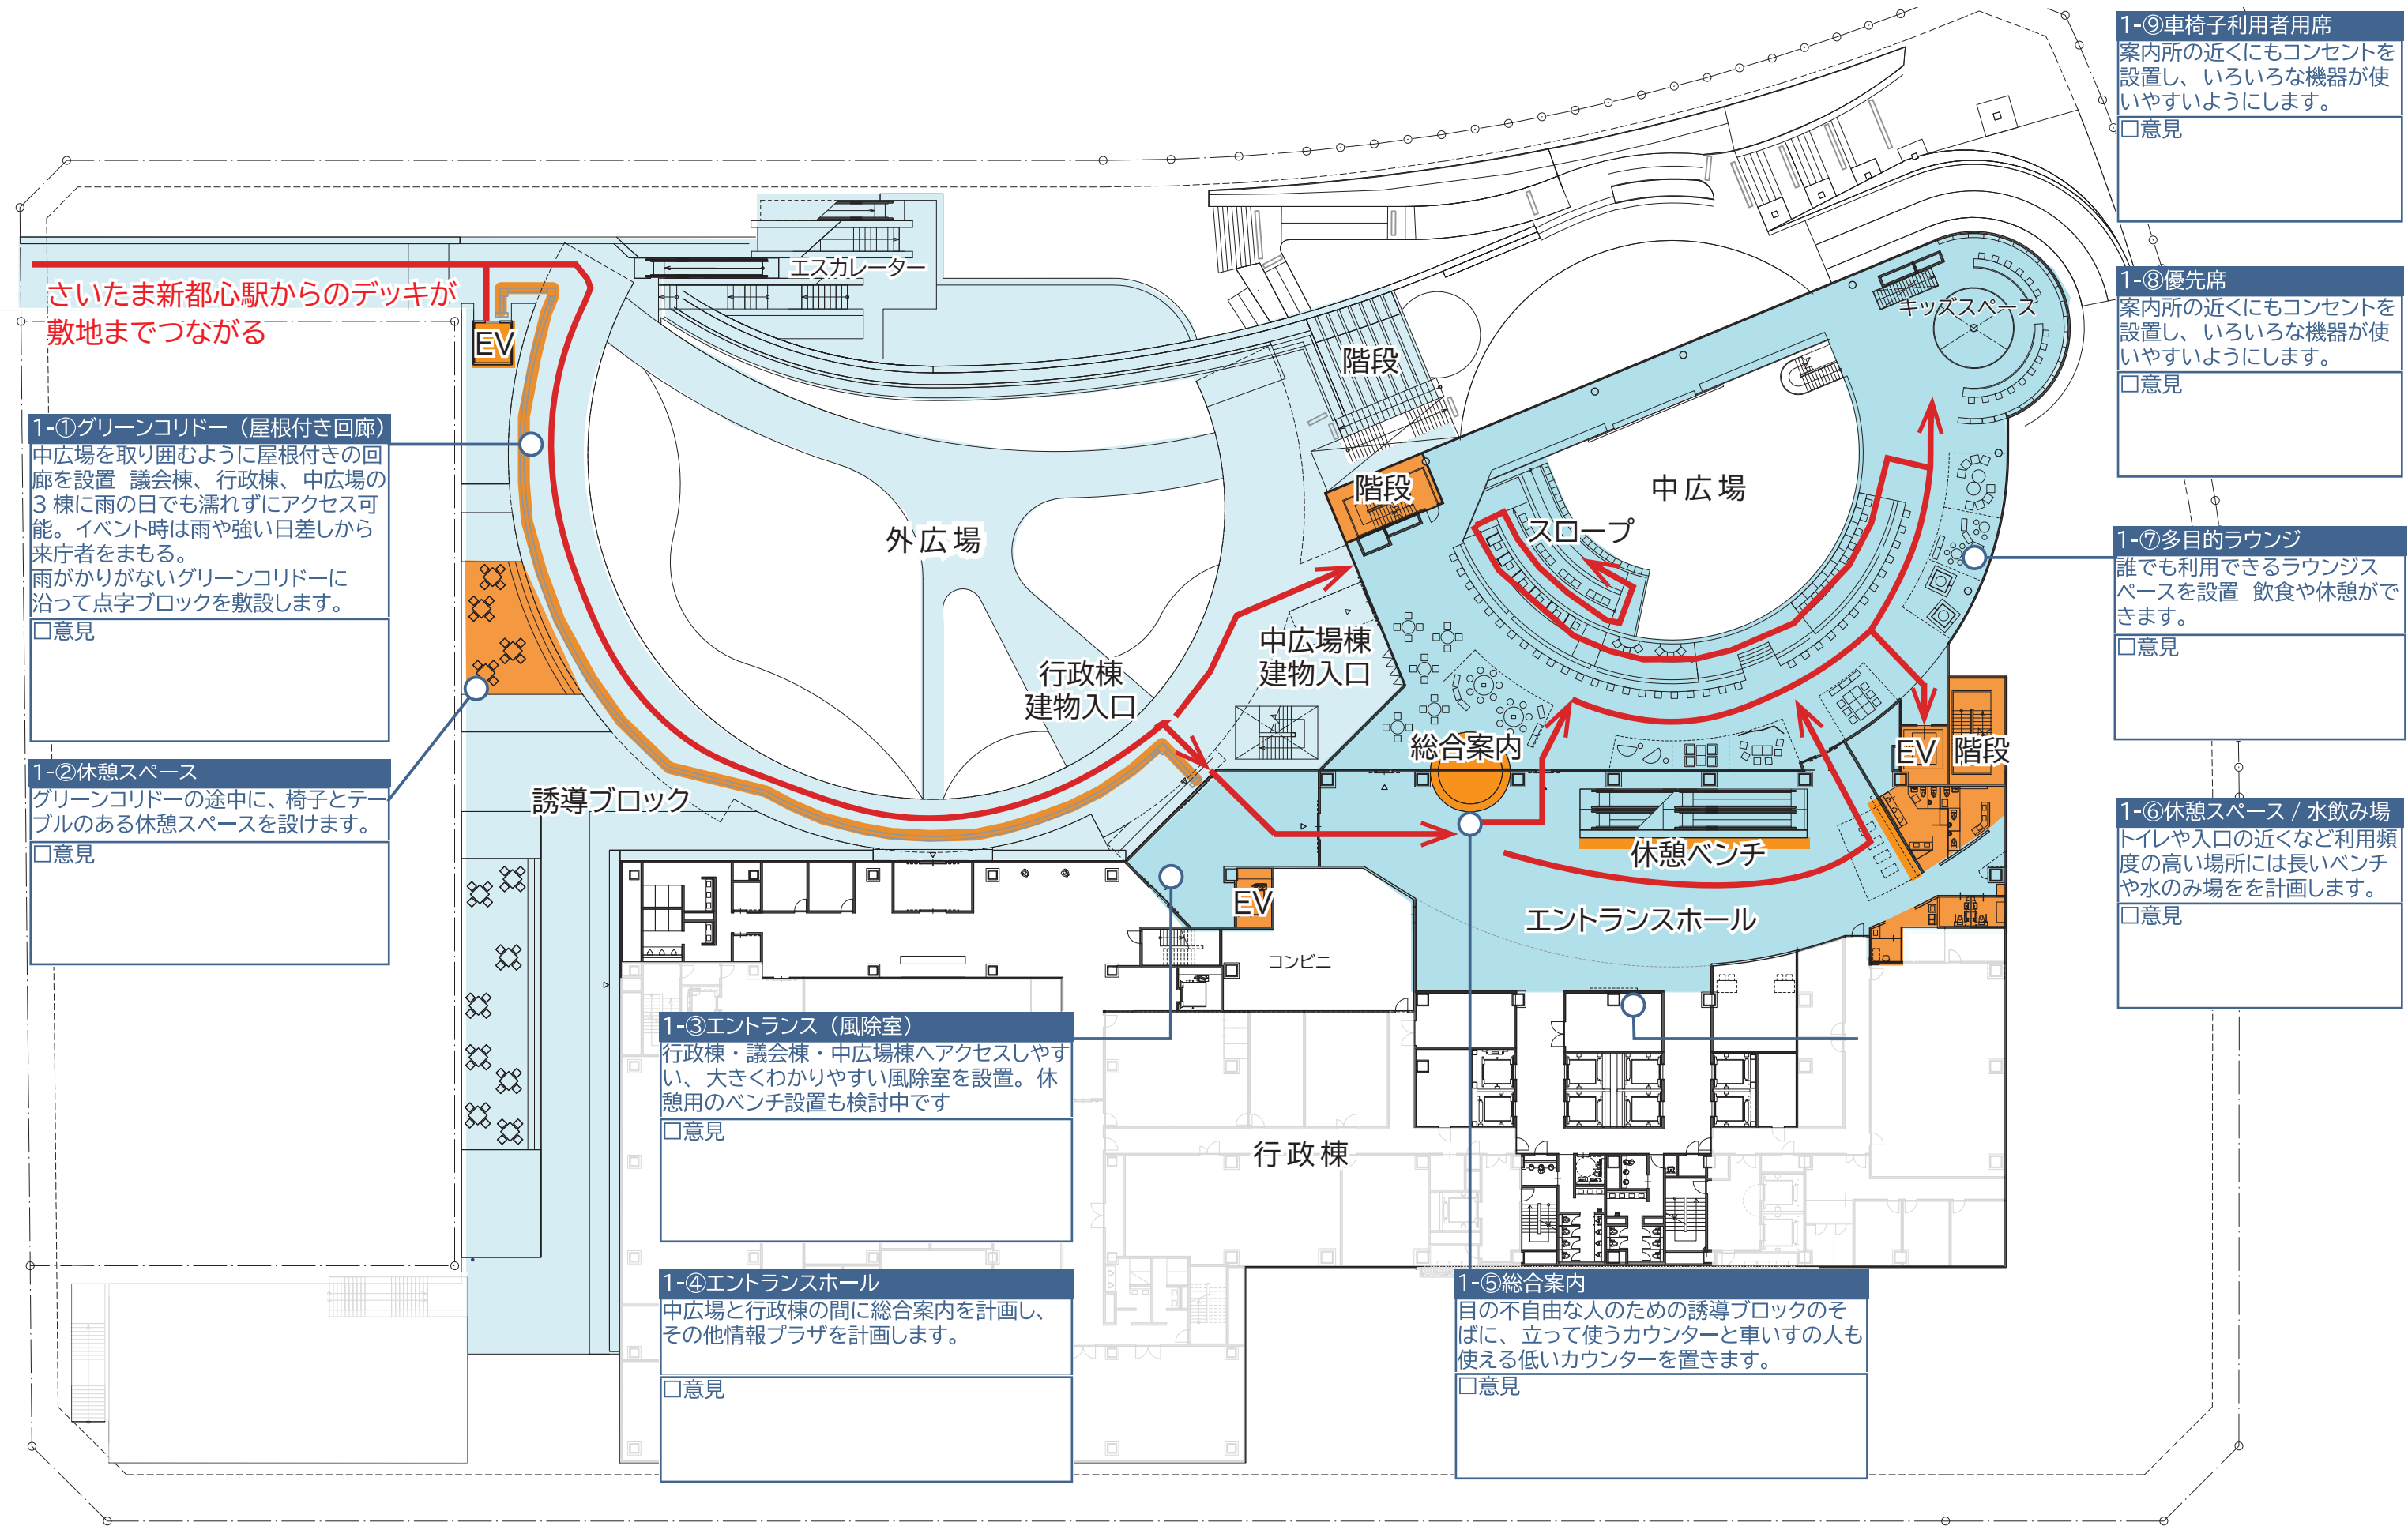 さいたま新都心駅からのデッキが
敷地までつながる
EV
1-①グリーンコリドー（屋根付き回廊）
中広場を取り囲むように屋根付きの回
廊を設置 議会棟、行政棟、中広場の
3 棟に雨の日でも濡れずにアクセス可
能。イベント時は雨や強い日差しから
来庁者をまもる。
雨がかりがないグリーンコリドーに
沿って点字ブロックを敷設します。
□意見
1-②休憩スペース
グリーンコリドーの途中に、椅子とテー
ブルのある休憩スペースを設けます。
□意見
エスカレーター
外広場
誘導ブロック
行政棟
建物入口
中広場棟
建物入口
階段
階段
スロープ
中広場
キッズスペース
総合案内
EV
階段
休憩ベンチ
エントランスホール
EV
コンビニ
行政棟
1-③エントランス（風除室）
行政棟・議会棟・中広場棟へアクセスしやす
い、大きくわかりやすい風除室を設置。休
憩用のベンチ設置も検討中です
□意見
1-④エントランスホール
中広場と行政棟の間に総合案内を計画し、
その他情報プラザを計画します。
□意見
1-⑤総合案内
目の不自由な人のための誘導ブロックのそ
ばに、立って使うカウンターと車いすの人も
使える低いカウンターを置きます。
□意見
1-⑨車椅子利用者用席
案内所の近くにもコンセントを
設置し、いろいろな機器が使
いやすいようにします。
□意見
1-⑧優先席
案内所の近くにもコンセントを
設置し、いろいろな機器が使
いやすいようにします。
□意見
1-⑦多目的ラウンジ
誰でも利用できるラウンジス
ペースを設置 飲食や休憩がで
きます。
□意見
1-⑥休憩スペース / 水飲み場
トイレや入口の近くなど利用頻
度の高い場所には長いベンチ
や水のみ場をを計画します。
□意見